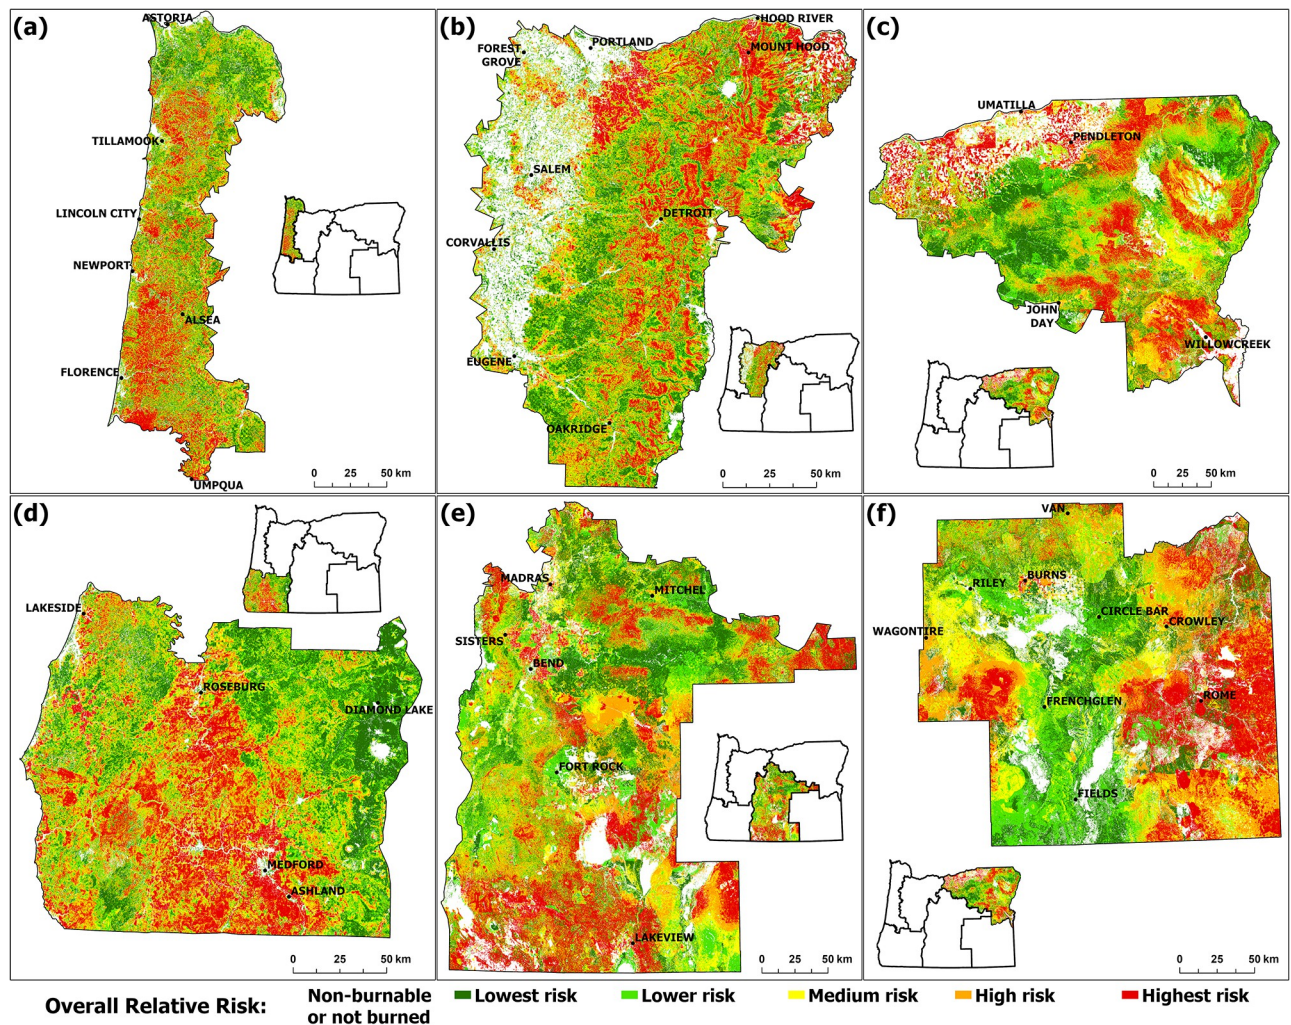 (a)
ASTORIA
TILLAMOOK
LINCOLN CITY
NEWPORT
ALSEA
FLORENCE
UMPQUA
0 25 50 km
(b)
HOOD RIVER
PORTLAND
FOREST
GROVE
MOUNT HOOD
SALEM
DETROIT
CORVALLIS
EUGENE
OAKRIDGE
0 25 50 km
(c)
UMATILLA
PENDLETON
JOHN
DAY
WILLOWCREEK
0 25 50 km
(d)
LAKESIDE
ROSEBURG
DIAMOND LAKE
MEDFORD
ASHLAND
0 25 50 km
(e)
MADRAS
MITCHEL
SISTERS
BEND
FORT ROCK
LAKEVIEW
0 25 50 km
(f)
VAN
BURNS
RILEY
CIRCLE BAR
CROWLEY
WAGONTIRE
ROME
FRENCHGLEN
FIELDS
0 25 50 km
Overall Relative Risk:
Non-burnable
or not burned
Lowest risk
Lower risk
Medium risk
High risk
Highest risk